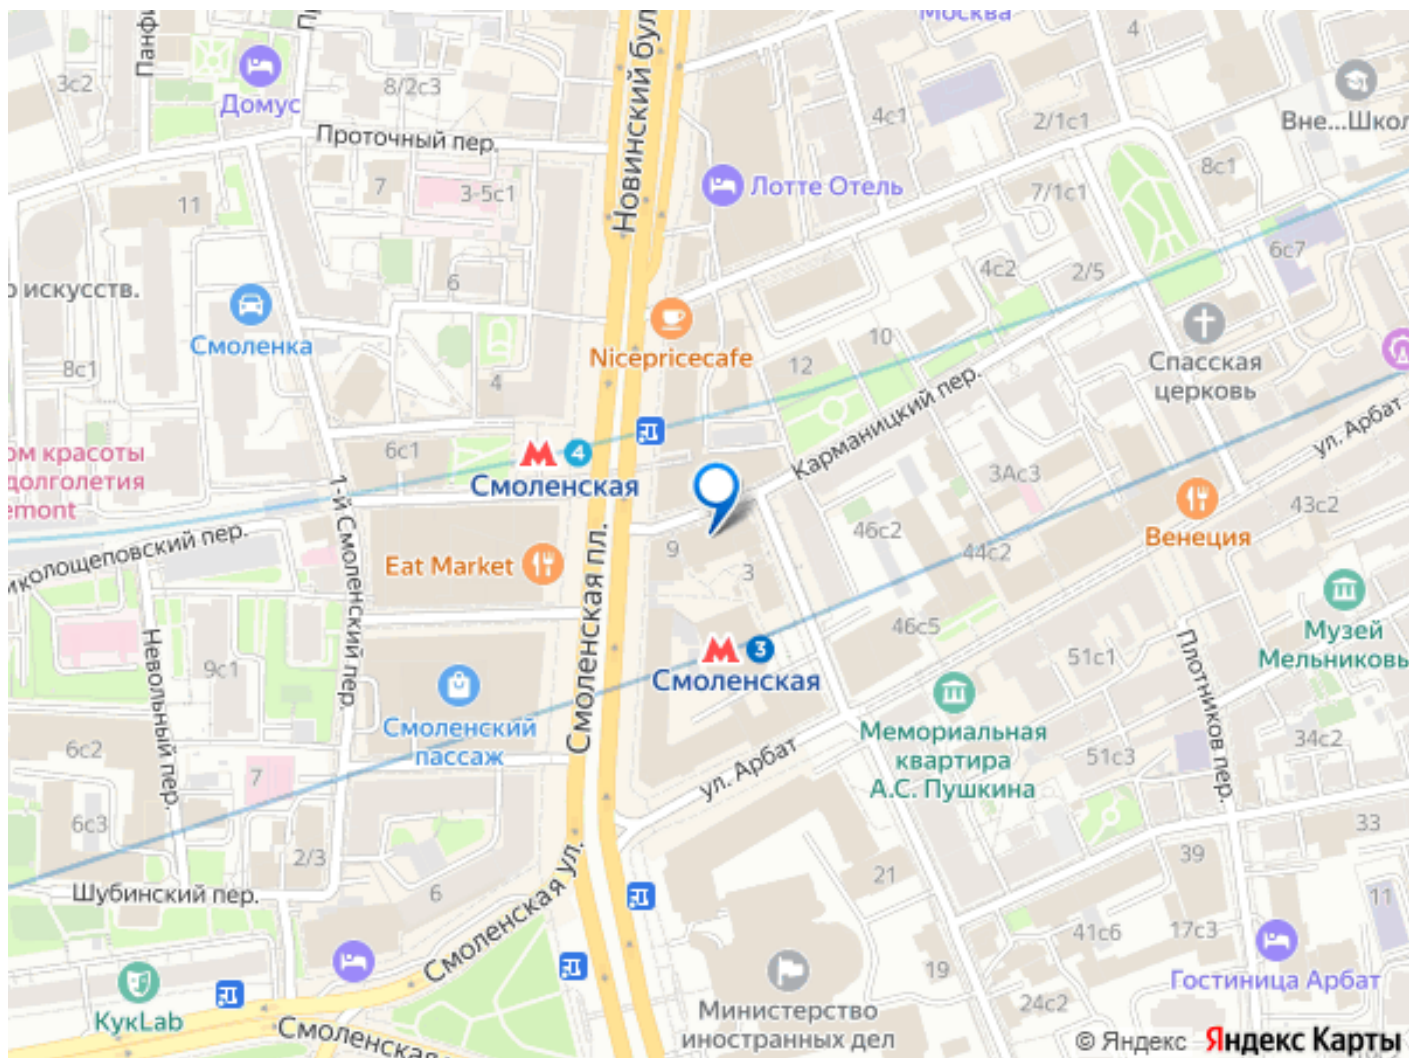 Москва
4
Панф
Новинский бул
3с2
Домус
8/2с3
4с1
2/1с1
Вне...Школ
Проточный пер.
8с1
7
3-5с1
Лотте Отель
7/1с1
11
6с7
4с2
2/5
6
о искусств.
Смоленка
Nicepricecafe
10
12
Спасская
церковь
8с1
4
Карманицкий пер.
ул. Арбат
6с1
ом красоты
долголетия
emont
4
Смоленская
1-й Смоленский пер.
3Ас3
43с2
46с2
Венеция
44с2
иколощеповский пер.
Eat Market
9
3
Смоленская пл.
46с5
Музей
Мельниковы
Невольный пер.
9с1
3
Смоленская
51с1
Плотников пер.
Смоленский
пассаж
Мемориальная
квартира
А.С. Пушкина
34с2
6с2
51с3
7
ул. Арбат
6с3
2/3
33
39
21
Шубинский пер.
6
Смоленская ул.
11
41с6
17с3
19
Гостиница Арбат
24с2
КукLab
Министерство
иностранных дел
Смоленская
© Яндекс Яндекс Карты